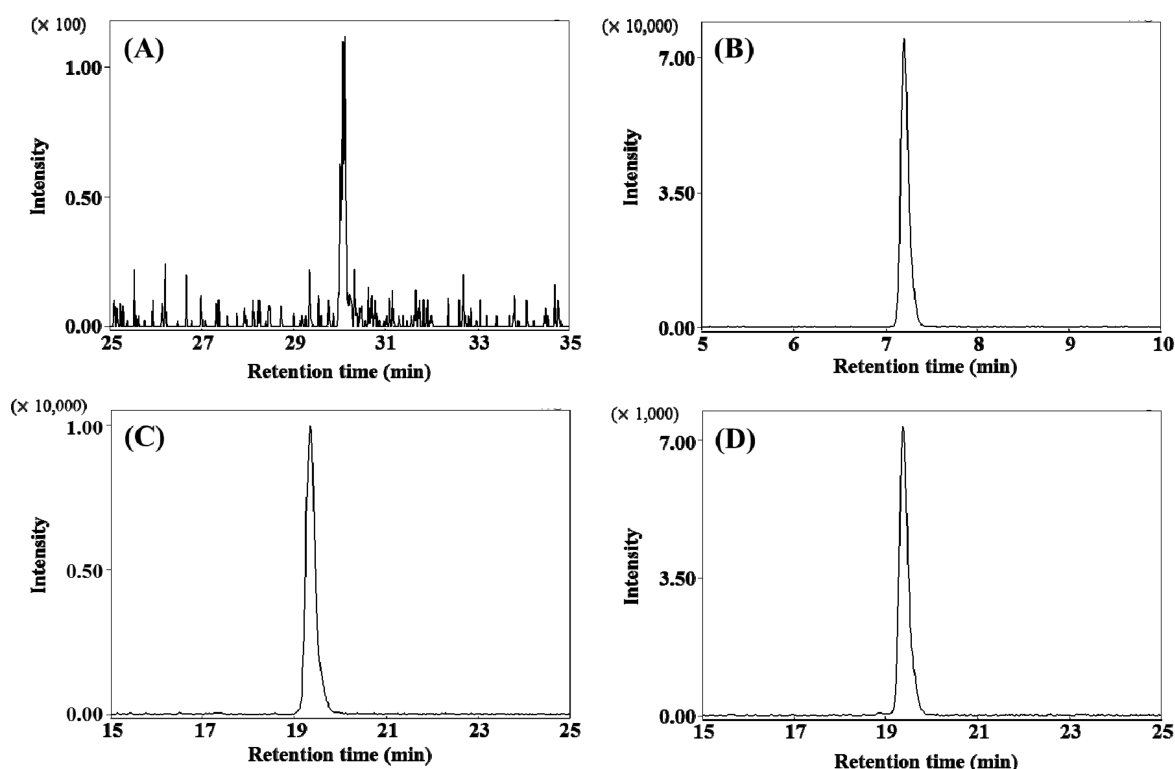 (× 100)
(A)
1.00
0.50
0.00
Intensity
25 27 29 31 33 35
Retention time (min)
(× 10,000)
(B)
7.00
3.50
0.00
Intensity
5 6 7 8 9 10
Retention time (min)
(× 10,000)
(C)
1.00
0.50
0.00
Intensity
15 17 19 21 23 25
Retention time (min)
(× 1,000)
(D)
7.00
3.50
0.00
Intensity
15 17 19 21 23 25
Retention time (min)